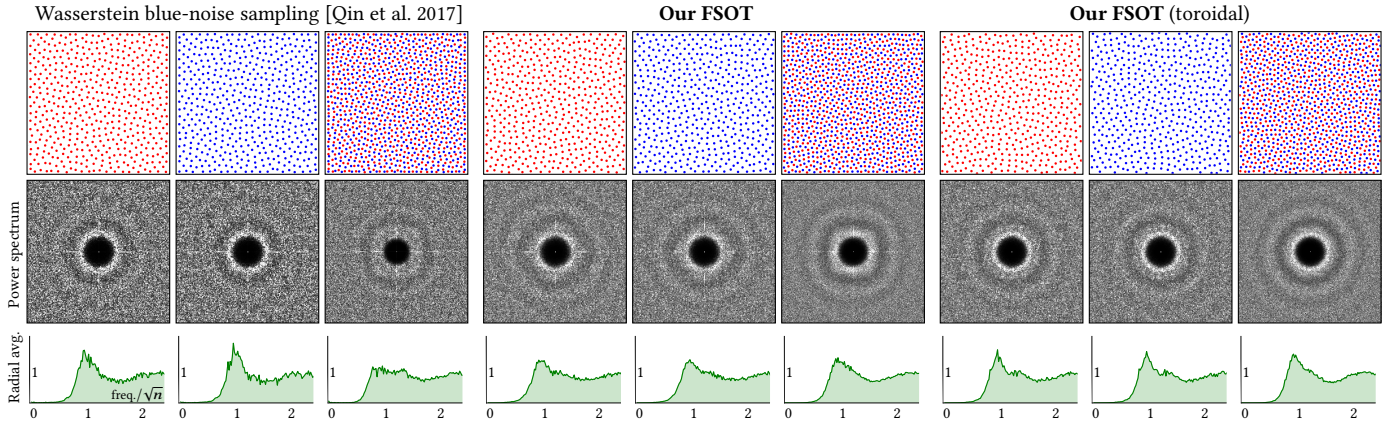 Wasserstein blue-noise sampling [Qin et al. 2017]
Our FSOT
Our FSOT (toroidal)
Power spectrum
Radial avg.
1 1 1 1 1 1 1 1 1
freq./√n
0 1 2 0 1 2 0 1 2 0 1 2 0 1 2 0 1 2 0 1 2 0 1 2 0 1 2